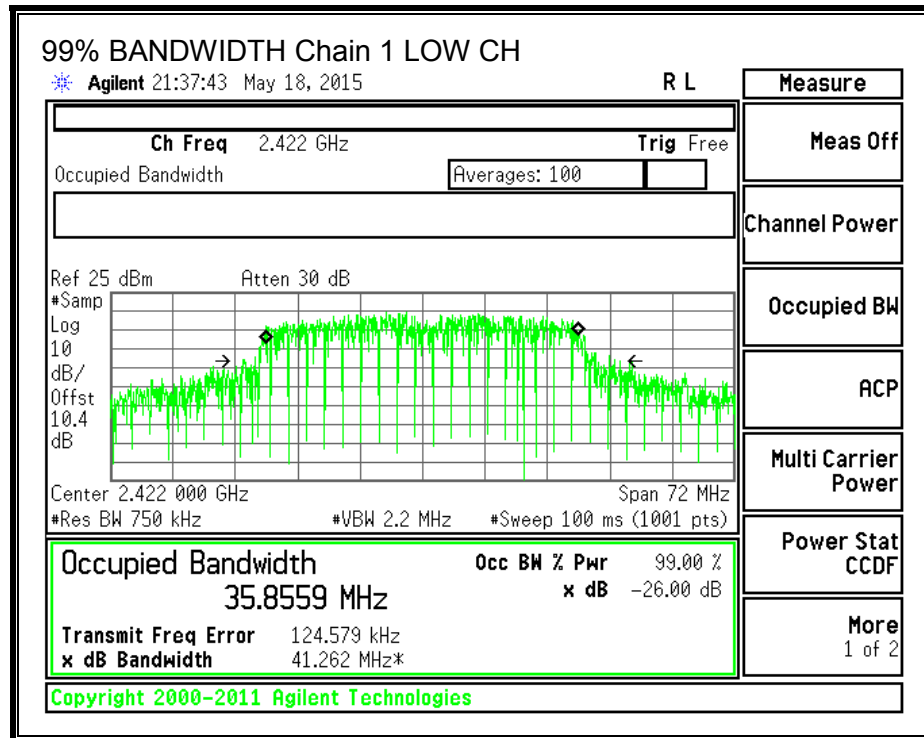 99% BANDWIDTH Chain 1 LOW CH
Agilent 21:37:43 May 18, 2015 R L
Measure
Ch Freq 2.422 GHz Trig Free
Meas Off
Occupied Bandwidth Averages: 100
Channel Power
Ref 25 dBm Atten 30 dB
#Samp
Log
10
dB/
Offst
10.4
dB
Occupied BW
ACP
Multi Carrier
Power
Center 2.422 000 GHz Span 72 MHz
#Res BW 750 kHz #VBW 2.2 MHz #Sweep 100 ms (1001 pts)
Power Stat
CCDF
Occupied Bandwidth Occ BW % Pwr 99.00 %
35.8559 MHz x dB -26.00 dB
Transmit Freq Error 124.579 kHz
x dB Bandwidth 41.262 MHz*
More
1 of 2
Copyright 2000-2011 Agilent Technologies